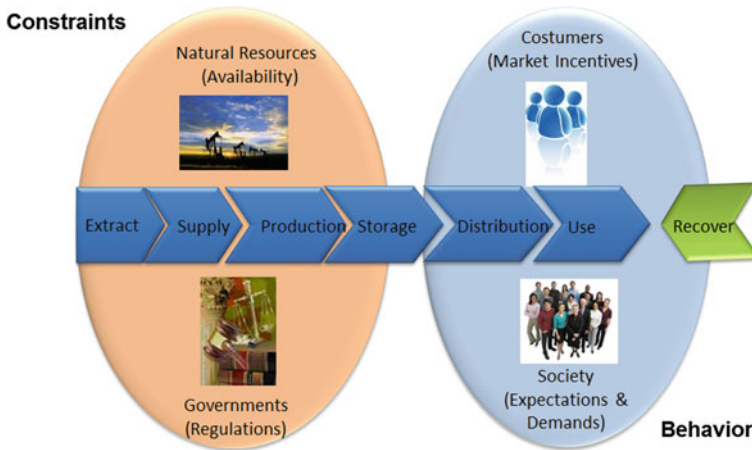 Constraints
Natural Resources
(Availability)
Costumers
(Market Incentives)
Extract
Supply
Production
Storage
Distribution
Use
Recover
Governments
(Regulations)
Society
(Expectations &
Demands)
Behavior